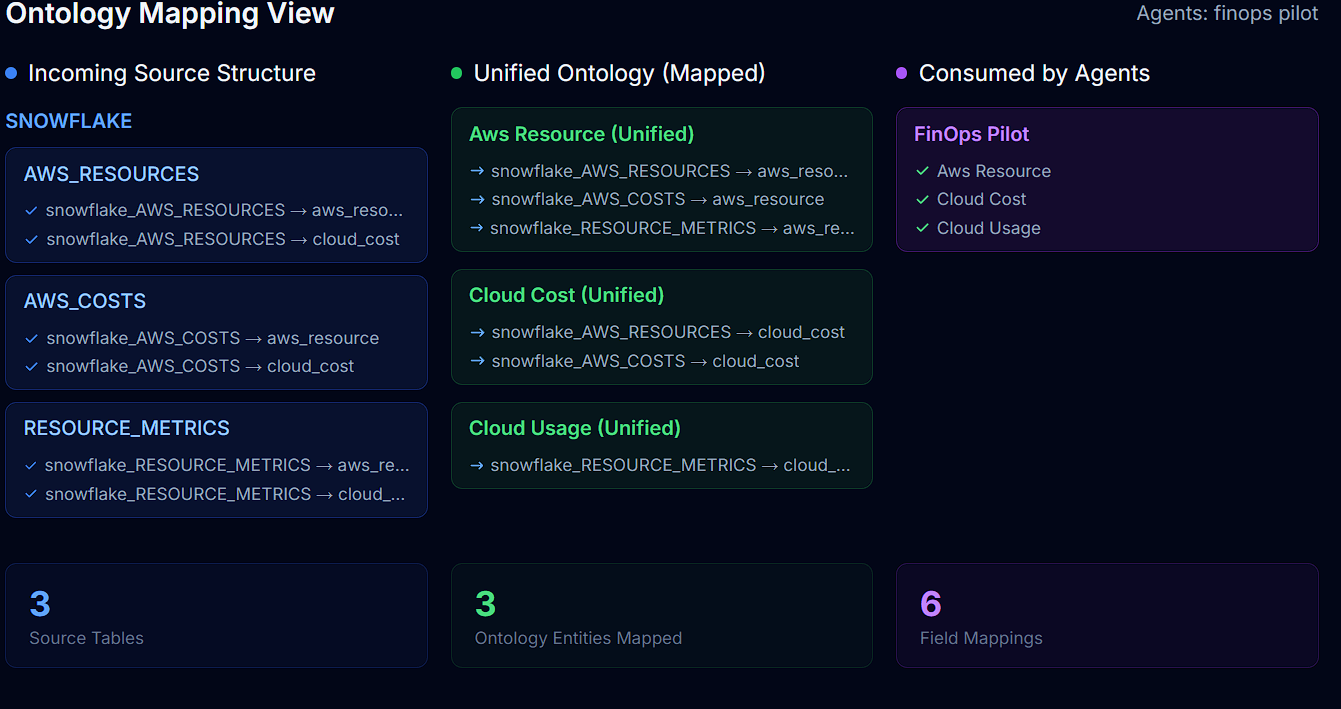 Ontology Mapping View
Agents: finops pilot
Incoming Source Structure
SNOWFLAKE
AWS_RESOURCES
✓ snowflake_AWS_RESOURCES → aws_reso...
✓ snowflake_AWS_RESOURCES → cloud_cost
AWS_COSTS
✓ snowflake_AWS_COSTS → aws_resource
✓ snowflake_AWS_COSTS → cloud_cost
RESOURCE_METRICS
✓ snowflake_RESOURCE_METRICS → aws_re...
✓ snowflake_RESOURCE_METRICS → cloud_...
3
Source Tables
Unified Ontology (Mapped)
Aws Resource (Unified)
→ snowflake_AWS_RESOURCES → aws_reso...
→ snowflake_AWS_COSTS → aws_resource
→ snowflake_RESOURCE_METRICS → aws_re...
Cloud Cost (Unified)
→ snowflake_AWS_RESOURCES → cloud_cost
→ snowflake_AWS_COSTS → cloud_cost
Cloud Usage (Unified)
→ snowflake_RESOURCE_METRICS → cloud_...
3
Ontology Entities Mapped
Consumed by Agents
FinOps Pilot
✓ Aws Resource
✓ Cloud Cost
✓ Cloud Usage
6
Field Mappings